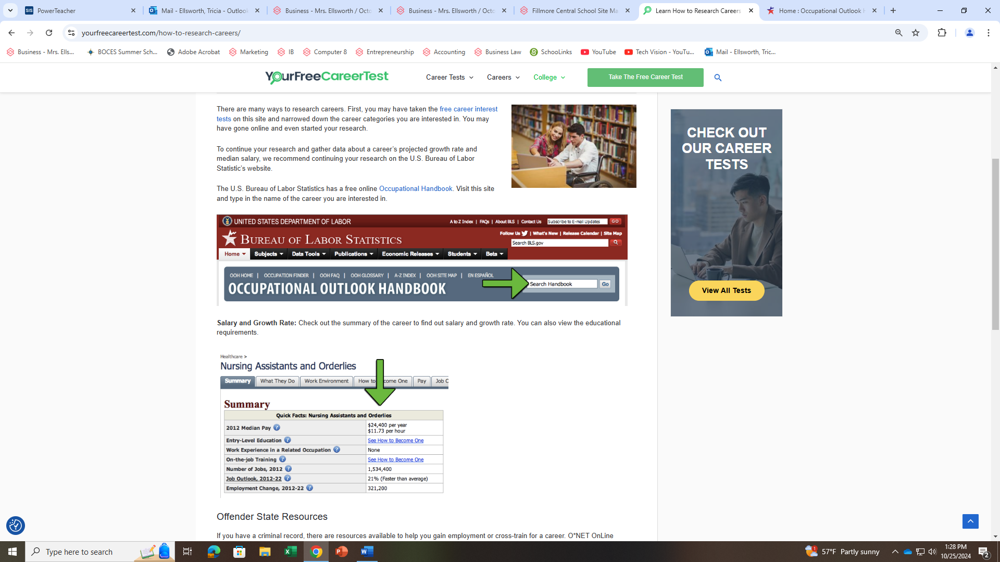 SIS PowerTeacher
Mail - Ellsworth, Tricia - Outlook
Business - Mrs. Ellsworth / Octo
Business - Mrs. Ellsworth / Octo
Fillmore Central School Site Ma
Learn How to Research Careers
Home : Occupational Outlook H
yourfreecareertest.com/how-to-research-careers/
Business - Mrs. Ells...
BOCES Summer Sch...
Adobe Acrobat
Marketing
IB
Computer 8
Entrepreneurship
Accounting
Business Law
SchooLinks
YouTube
Tech Vision - YouTu...
Mail - Ellsworth, Tric...
YourFreeCareerTest
Career Tests
Careers
College
Take The Free Career Test
There are many ways to research careers. First, you may have taken the free career interest
tests on this site and narrowed down the career categories you are interested in. You may
have gone online and even started your research.
To continue your research and gather data about a career’s projected growth rate and
median salary, we recommend continuing your research on the U.S. Bureau of Labor
Statistic’s website.
The U.S. Bureau of Labor Statistics has a free online Occupational Handbook. Visit this site
and type in the name of the career you are interested in.
UNITED STATES DEPARTMENT OF LABOR
A to Z Index | FAQs | About BLS | Contact Us
Subscribe to E-mail Updates GO
BUREAU OF LABOR STATISTICS
Follow Us | What's New | Release Calendar | Site Map
Search BLS.gov
Home Subjects Data Tools Publications Economic Releases Students Beta
OOH HOME | OCCUPATION FINDER | OOH FAQ | OOH GLOSSARY | A-Z INDEX | OOH SITE MAP | EN ESPAÑOL
OCCUPATIONAL OUTLOOK HANDBOOK
Search Handbook Go
Salary and Growth Rate: Check out the summary of the career to find out salary and growth rate. You can also view the educational
requirements.
Healthcare >
Nursing Assistants and Orderlies
Summary What They Do Work Environment How to come One Pay Job O
Summary
Quick Facts: Nursing Assistants and Orderlies
2012 Median Pay ? $24,400 per year
$11.73 per hour
Entry-Level Education ? See How to Become One
Work Experience in a Related Occupation ? None
On-the-job Training ? See How to Become One
Number of Jobs, 2012 ? 1,534,400
Job Outlook, 2012-22 ? 21% (Faster than average)
Employment Change, 2012-22 ? 321,200
Offender State Resources
If you have a criminal record, there are resources available to help you gain employment or cross-train for a career. O*NET OnLine
CHECK OUT
OUR CAREER
TESTS
View All Tests
Type here to search
1
57°F Partly sunny
1:28 PM
10/25/2024
2